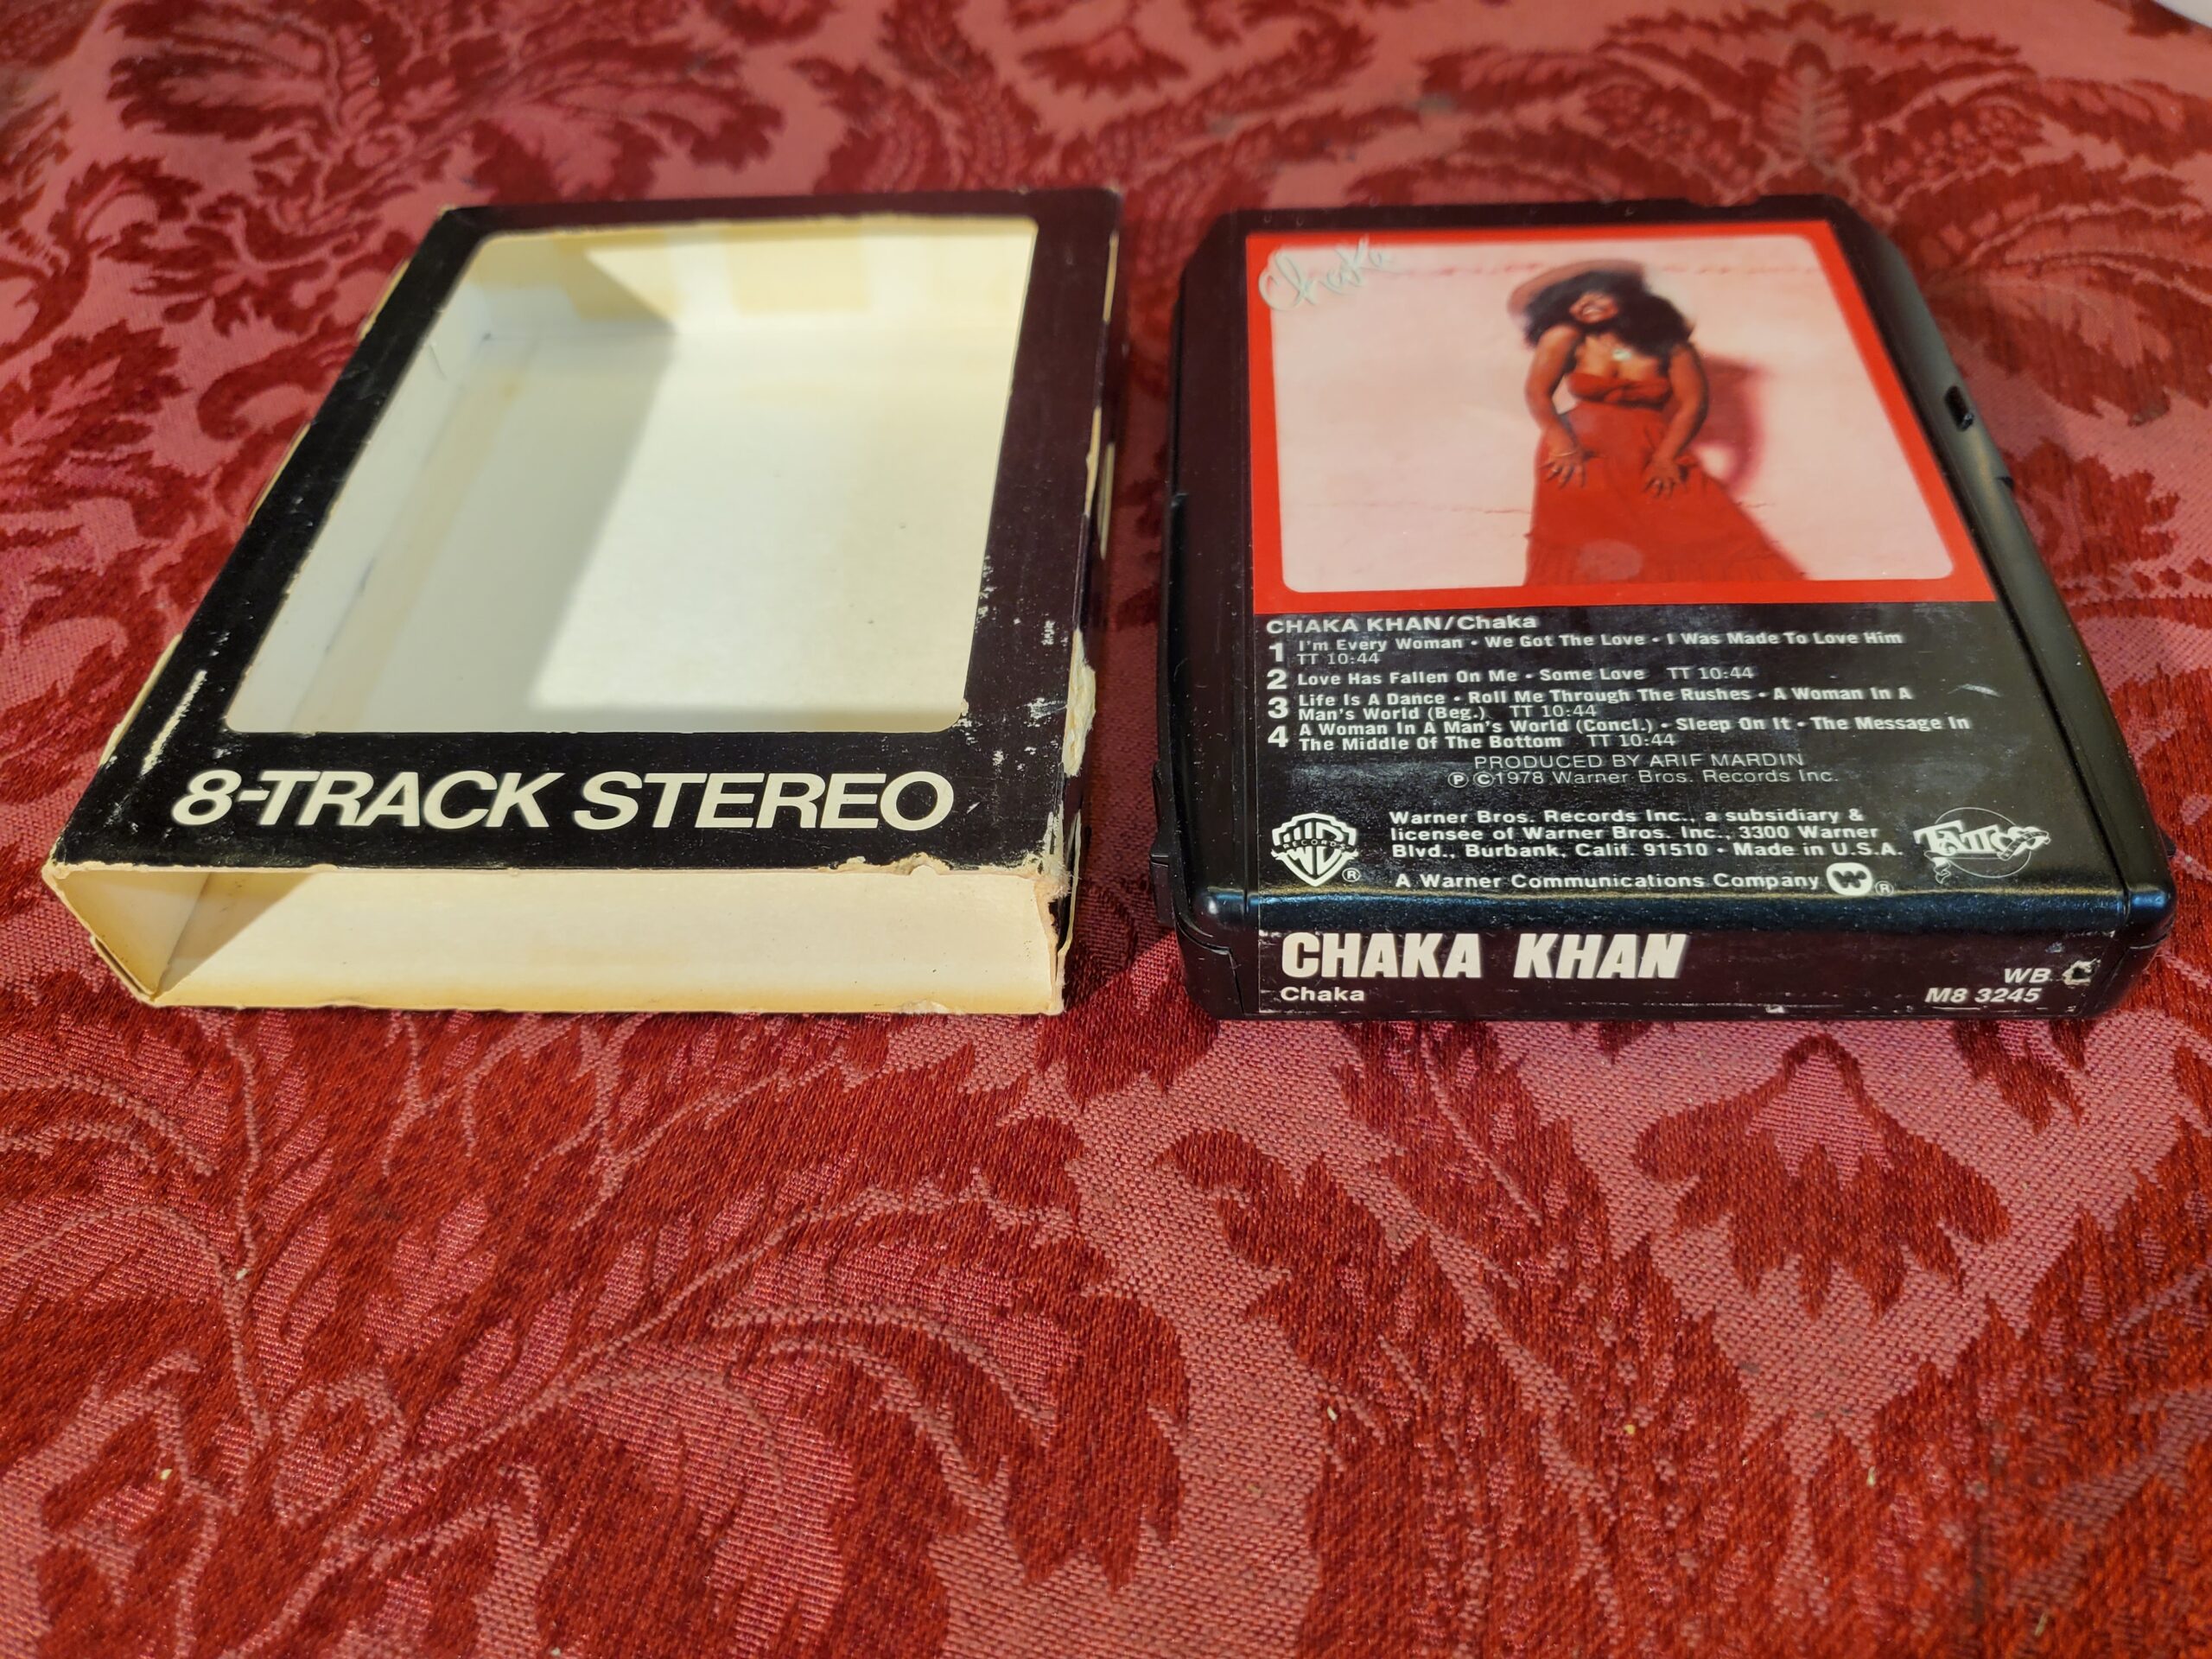 8-TRACK STEREO
Chaka
CHAKA KHAN/Chaka
1 I'm Every Woman • We Got The Love • I Was Made To Love Him
TT 10:44
2 Love Has Fallen On Me • Some Love TT 10:44
3 Life Is A Dance • Roll Me Through The Rushes • A Woman In A
Man's World (Beg.) TT 10:44
4 A Woman In A Man's World (Concl.) • Sleep On It • The Message In
The Middle Of The Bottom TT 10:44
PRODUCED BY ARIF MARDIN
℗ ©1978 Warner Bros. Records Inc.
Warner Bros. Records Inc., a subsidiary &
licensee of Warner Bros. Inc., 3300 Warner
Blvd., Burbank, Calif. 91510 • Made in U.S.A.
A Warner Communications Company ®
RECORDS ®
TATTOO
CHAKA KHAN
Chaka
WB
M8 3245
C